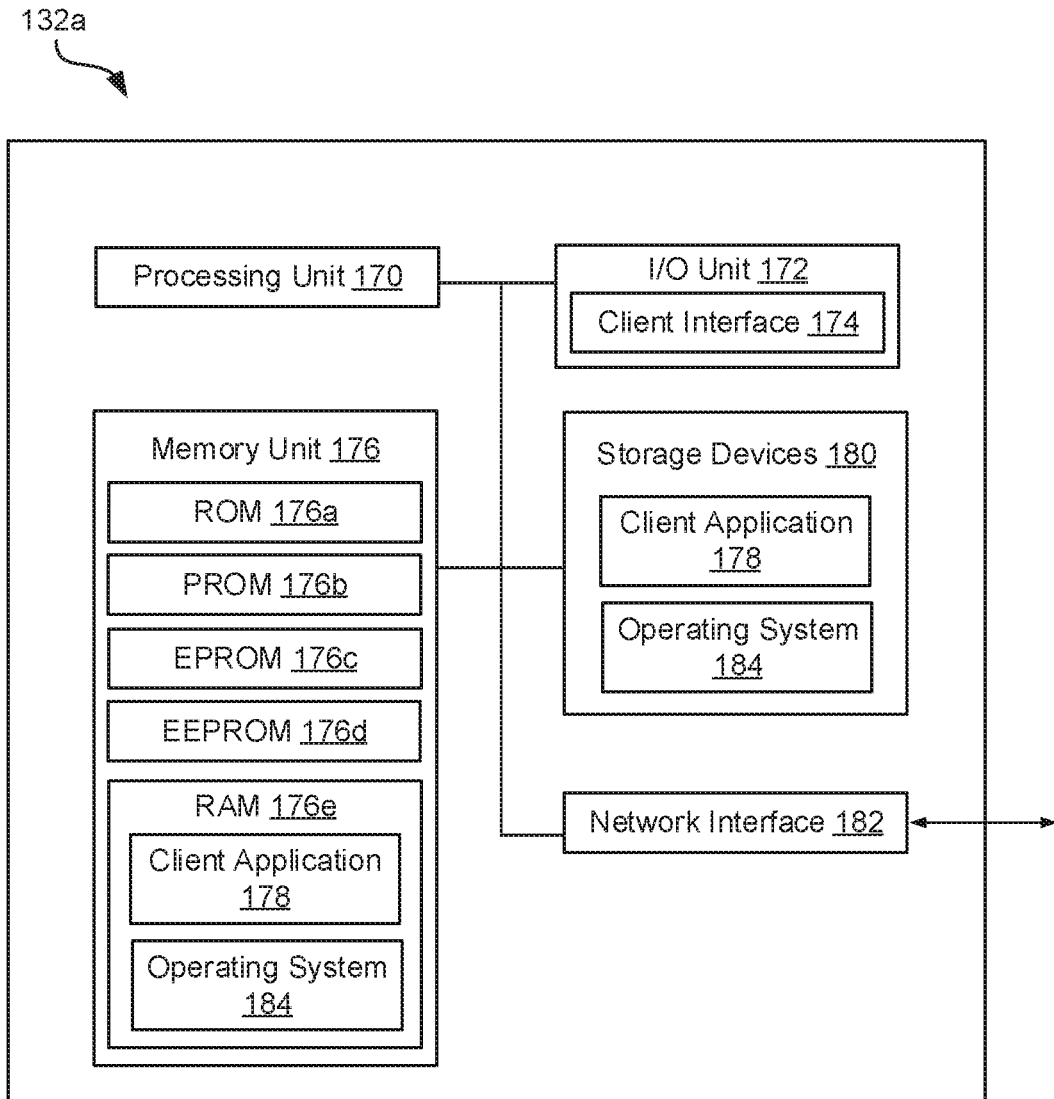 132a
Processing Unit 170
I/O Unit 172
Client Interface 174
Memory Unit 176
ROM 176a
PROM 176b
EPROM 176c
EEPROM 176d
RAM 176e
Client Application
178
Operating System
184
Storage Devices 180
Client Application
178
Operating System
184
Network Interface 182